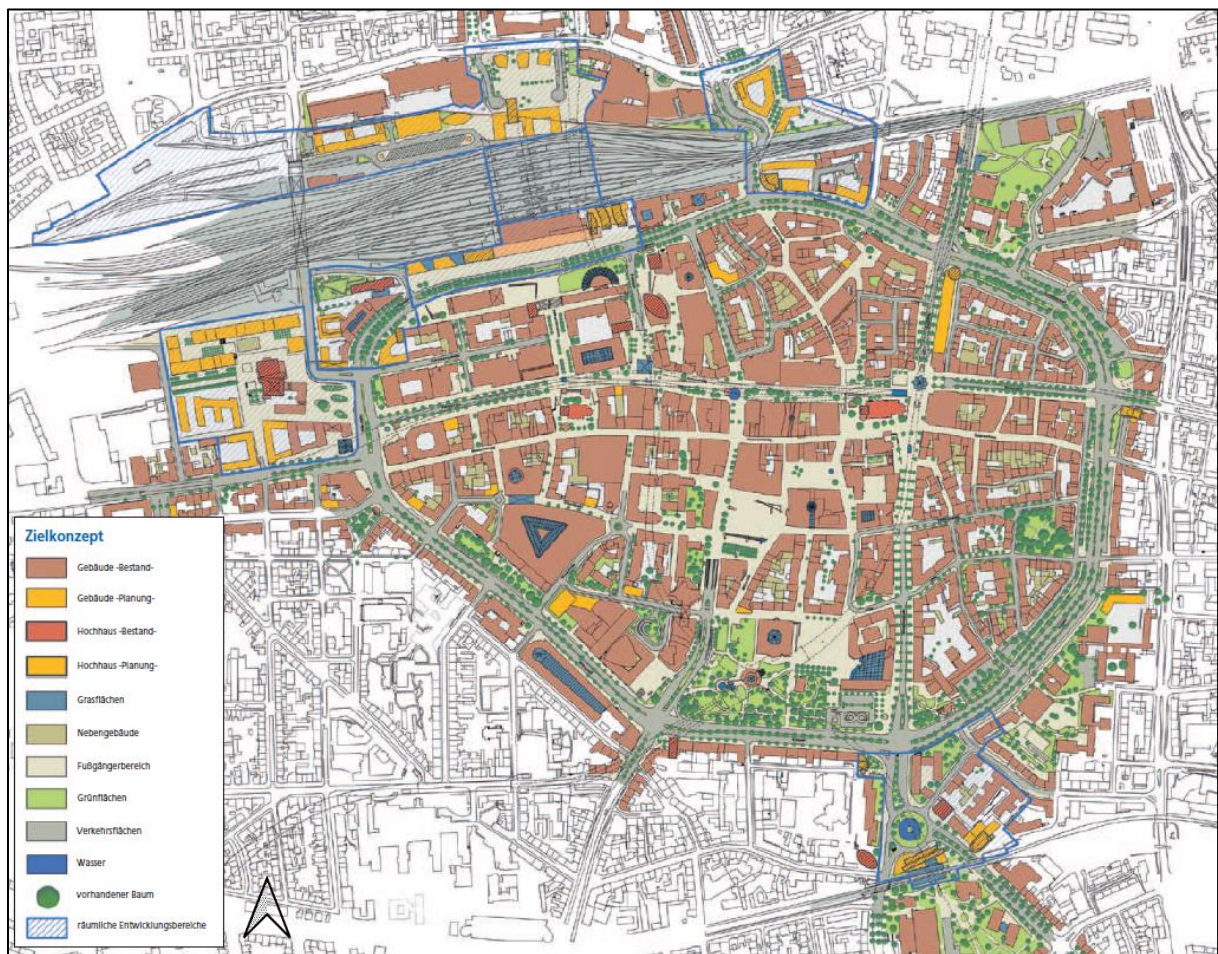 Zielkonzept
Gebäude -Bestand-
Gebäude -Planung-
Hochhaus -Bestand-
Hochhaus -Planung-
Grasflächen
Nebengebäude
Fußgängerbereich
Grünflächen
Verkehrsflächen
Wasser
vorhandener Baum
räumliche Entwicklungsbereiche